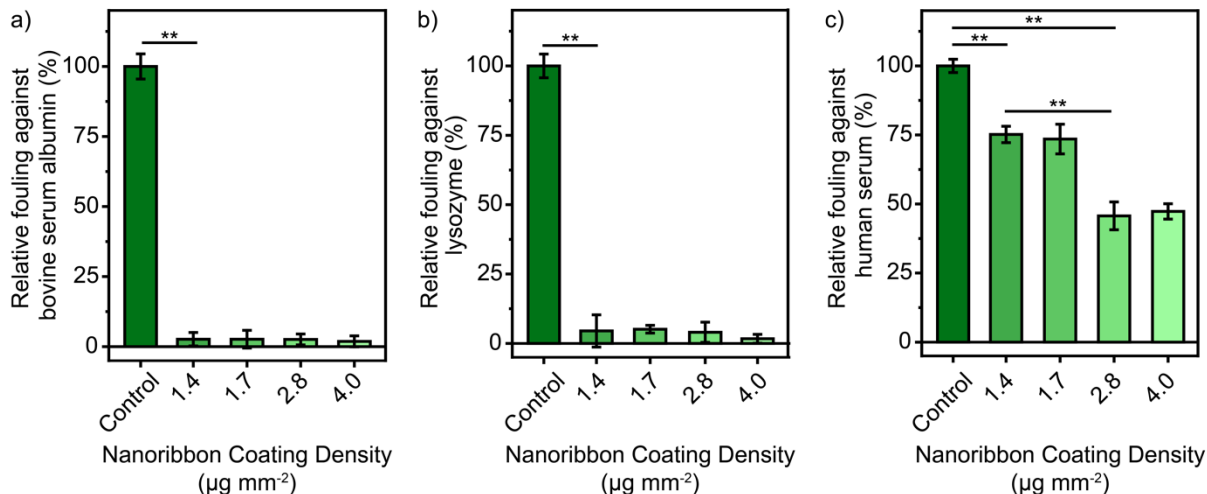 a)
Relative fouling against
bovine serum albumin (%)
100
75
50
25
0
**
Control
1.4
1.7
2.8
4.0
Nanoribbon Coating Density
(µg mm-2)
b)
Relative fouling against
lysozyme (%)
100
75
50
25
0
**
Control
1.4
1.7
2.8
4.0
Nanoribbon Coating Density
(µg mm-2)
c)
Relative fouling against
human serum (%)
100
75
50
25
0
**
**
**
Control
1.4
1.7
2.8
4.0
Nanoribbon Coating Density
(µg mm-2)